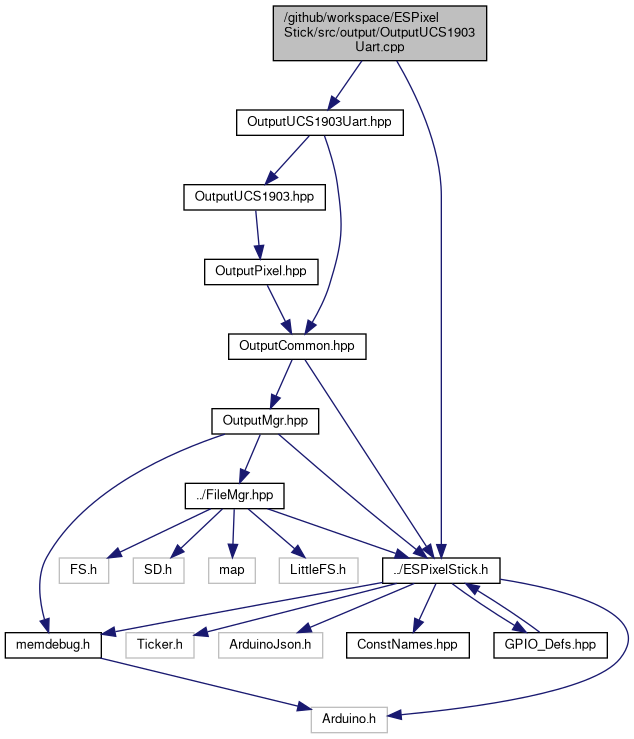 /github/workspace/ESPixel
Stick/src/output/OutputUCS1903
Uart.cpp
OutputUCS1903Uart.hpp
OutputUCS1903.hpp
OutputPixel.hpp
OutputCommon.hpp
OutputMgr.hpp
../FileMgr.hpp
FS.h
SD.h
map
LittleFS.h
../ESPixelStick.h
memdebug.h
Ticker.h
ArduinoJson.h
ConstNames.hpp
GPIO_Defs.hpp
Arduino.h